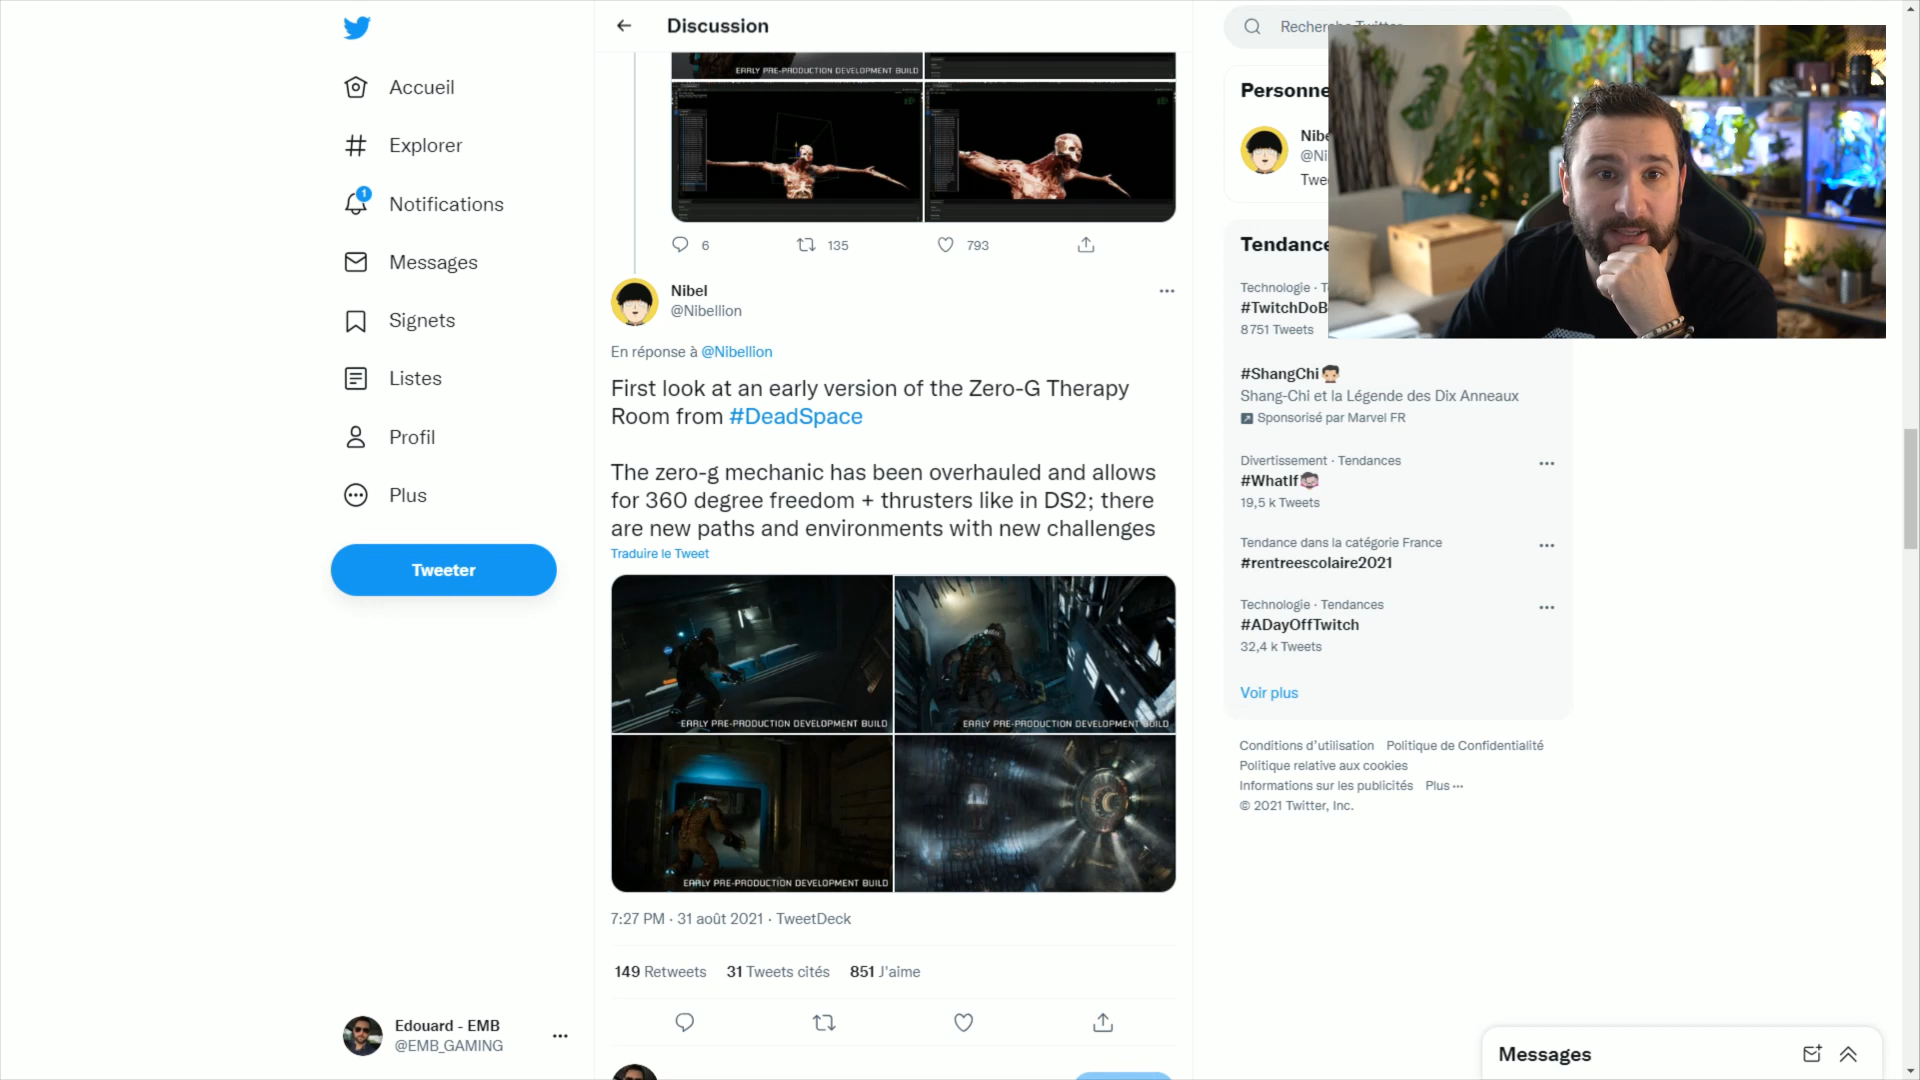 Accueil
Explorer
1
Notifications
Messages
Signets
Listes
Profil
Plus
Tweeter
Edouard - EMB
@EMB_GAMING
Discussion
EARLY PRE-PRODUCTION DEVELOPMENT BUILD
6
135
793
Nibel
@Nibellion
En réponse à @Nibellion
First look at an early version of the Zero-G Therapy
Room from #DeadSpace
The zero-g mechanic has been overhauled and allows
for 360 degree freedom + thrusters like in DS2; there
are new paths and environments with new challenges
Traduire le Tweet
EARLY PRE-PRODUCTION DEVELOPMENT BUILD
EARLY PRE-PRODUCTION DEVELOPMENT BUILD
EARLY PRE-PRODUCTION DEVELOPMENT BUILD
7:27 PM · 31 août 2021 · TweetDeck
149 Retweets 31 Tweets cités 851 J'aime
Tendance
Technologie
#TwitchDoB
8 751 Tweets
#ShangChi
Shang-Chi et la Légende des Dix Anneaux
Sponsorisé par Marvel FR
Divertissement · Tendances
#WhatIf
19,5 k Tweets
Tendance dans la catégorie France
#rentreescolaire2021
Technologie · Tendances
#ADayOffTwitch
32,4 k Tweets
Voir plus
Conditions d'utilisation Politique de Confidentialité
Politique relative aux cookies
Informations sur les publicités Plus ···
© 2021 Twitter, Inc.
Messages